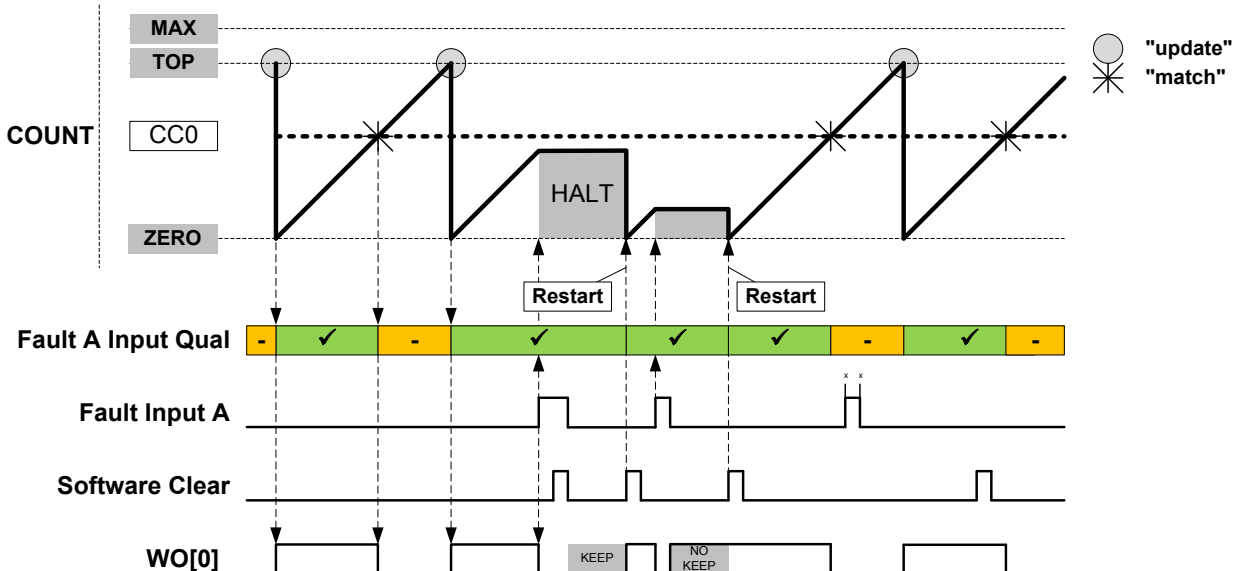 MAX
TOP
"update"
"match"
COUNT
CC0
HALT
ZERO
Restart
Restart
Fault A Input Qual
- ✓ - ✓ ✓ ✓ - ✓ -
x x
Fault Input A
Software Clear
WO[0]
KEEP
NO
KEEP